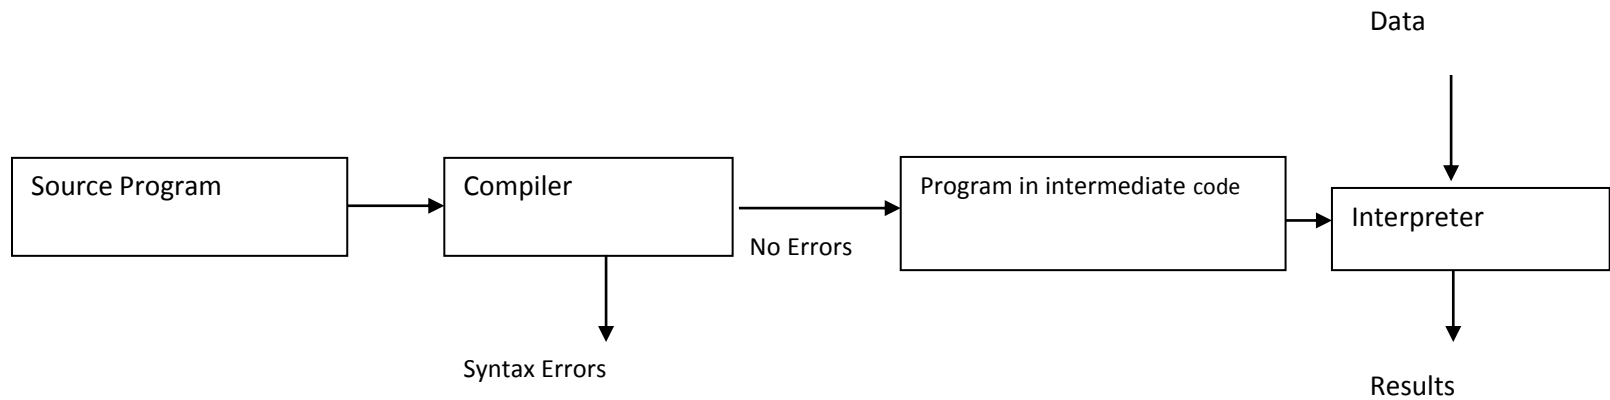 Data
Source Program
Compiler
Program in intermediate code
Interpreter
No Errors
Syntax Errors
Results